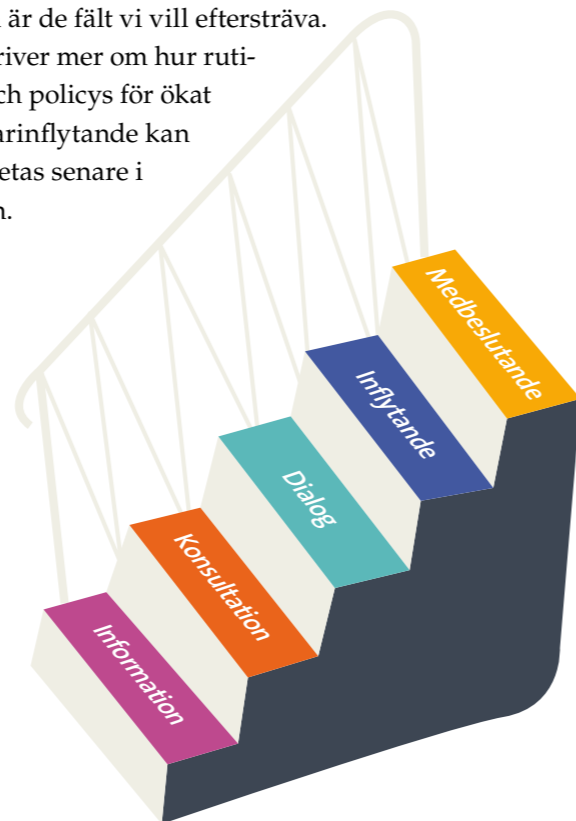 är de fält vi vill eftersträva.
river mer om hur ruti-
ch policys för ökat
arinflytande kan
etas senare i
Medbeslutande
Inflytande
Dialog
Konsultation
Information